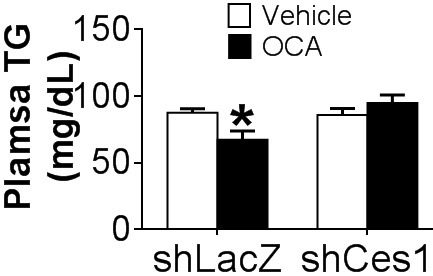 Vehicle
OCA
Plamsa TG
(mg/dL)
150
100
50
0
*
shLacZ shCes1